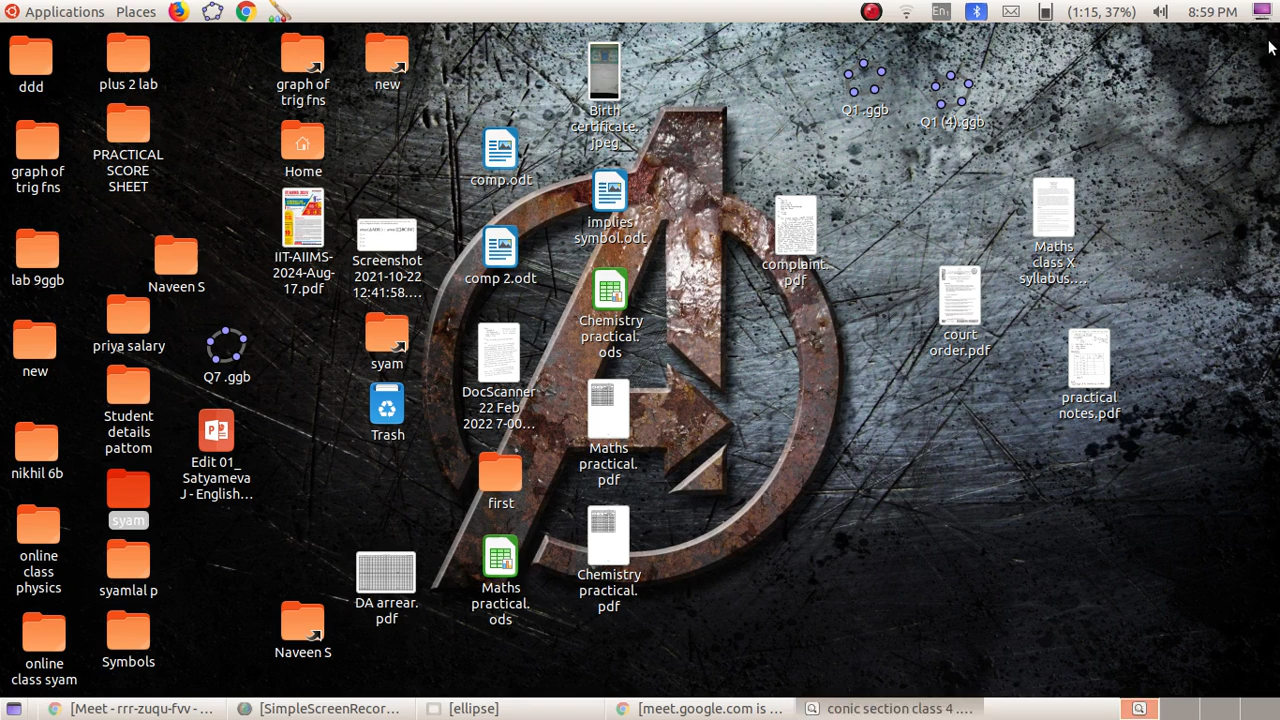 Applications Places
En1
(1:15, 37%)
8:59 PM
ddd
graph of
trig fns
lab 9ggb
new
nikhil 6b
online
class
physics
online
class syam
plus 2 lab
PRACTICAL
SCORE
SHEET
priya salary
Student
details
pattom
syam
syamlal p
Symbols
Naveen S
Q7 .ggb
Edit 01_
Satyameva
J - English...
graph of
trig fns
Home
IIT-AIIMS-
2024-Aug-
17.pdf
Naveen S
new
Screenshot
2021-10-22
12:41:58....
syam
Trash
DA arrear.
pdf
comp.odt
comp 2.odt
DocScanner
22 Feb
2022 7-00...
first
Maths
practical.
ods
Birth
certificate.
jpeg
implies
symbol.odt
Chemistry
practical.
ods
Maths
practical.
pdf
Chemistry
practical.
pdf
complaint.
pdf
Q1 .ggb
Q1 (4).ggb
court
order.pdf
Maths
class X
syllabus....
practical
notes.pdf
[Meet - rrr-zuqu-fvv - ...
[SimpleScreenRecor...
[ellipse]
[meet.google.com is ...
conic section class 4 ....